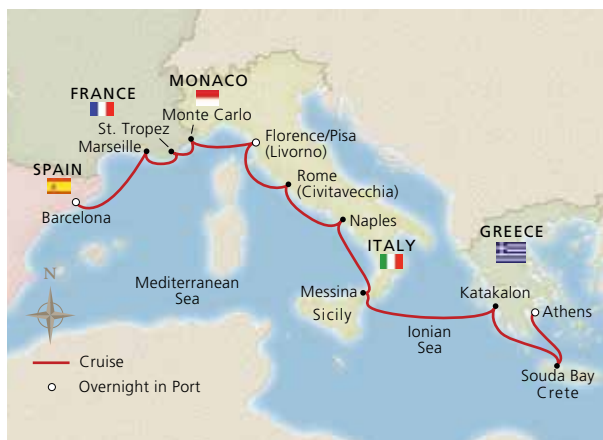 FRANCE
MONACO
Monte Carlo
St. Tropez
Marseille
Florence/Pisa
(Livorno)
SPAIN
Barcelona
Rome
(Civitavecchia)
Naples
ITALY
GREECE
N
Mediterranean
Sea
Messina
Sicily
Katakalon
Athens
Ionian
Sea
Cruise
Overnight in Port
Souda Bay
Crete